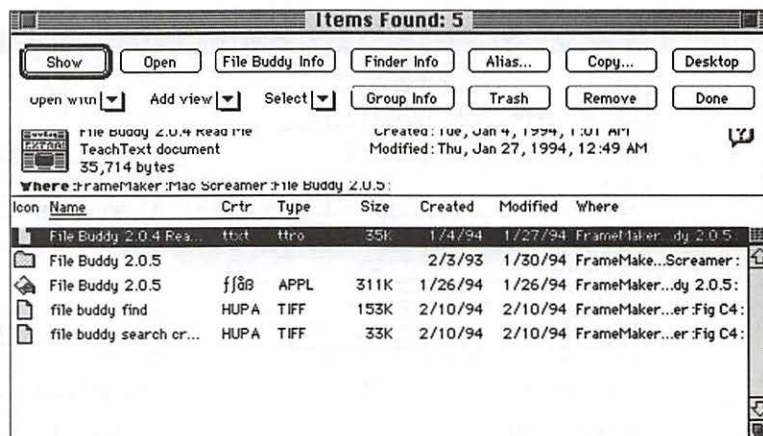 Items Found: 5
Show Open File Buddy Info Finder Info Alias... Copy... Desktop
Open with Add view Select Group Info Trash Remove Done
File Buddy 2.0.4 Read Me Created: Tue, Jan 4, 1994, 1:01 AM
TeachText document Modified: Thu, Jan 27, 1994, 12:49 AM
35,714 bytes
Where :FrameMaker:Mac Screamer:File Buddy 2.0.5:
Icon Name Crtr Type Size Created Modified Where
File Buddy 2.0.4 Rea... ttxt ttro 35K 1/4/94 1/27/94 FrameMaker...dy 2.0.5:
File Buddy 2.0.5 2/3/93 1/30/94 FrameMake...Screamer:
File Buddy 2.0.5 ƒ∫åß APPL 311K 1/26/94 1/26/94 FrameMaker...dy 2.0.5:
file buddy find HUPA TIFF 153K 2/10/94 2/10/94 FrameMaker...er:Fig C4:
file buddy search cr... HUPA TIFF 33K 2/10/94 2/10/94 FrameMaker...er:Fig C4: